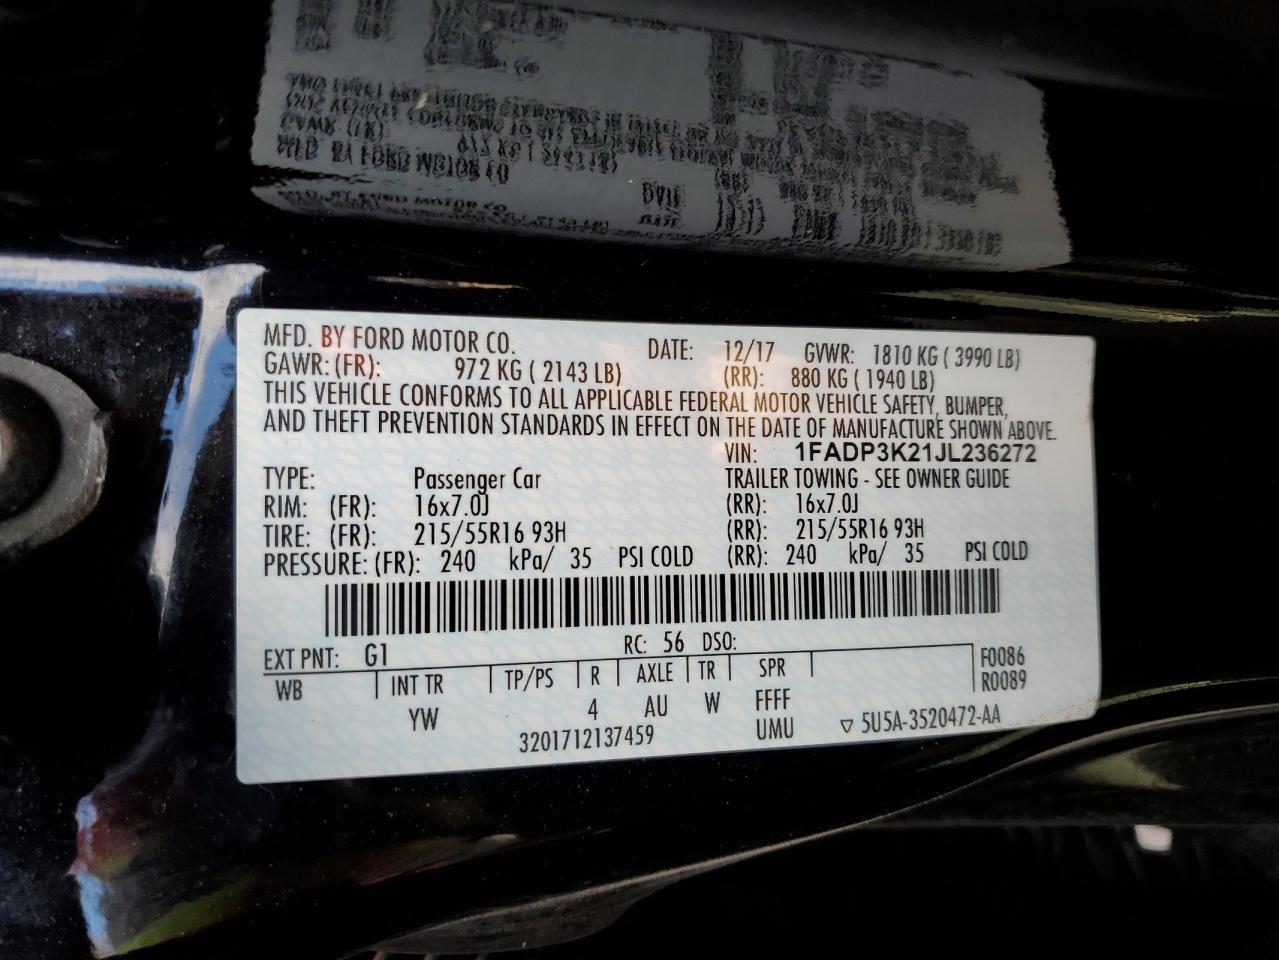 MFD. BY FORD MOTOR CO. DATE: 12/17 GVWR: 1810 KG ( 3990 LB)
GAWR: (FR): 972 KG ( 2143 LB) (RR): 880 KG ( 1940 LB)
THIS VEHICLE CONFORMS TO ALL APPLICABLE FEDERAL MOTOR VEHICLE SAFETY, BUMPER,
AND THEFT PREVENTION STANDARDS IN EFFECT ON THE DATE OF MANUFACTURE SHOWN ABOVE.
VIN: 1FADP3K21JL236272
TYPE: Passenger Car TRAILER TOWING - SEE OWNER GUIDE
RIM: (FR): 16x7.0J (RR): 16x7.0J
TIRE: (FR): 215/55R16 93H (RR): 215/55R16 93H
PRESSURE: (FR): 240 kPa/ 35 PSI COLD (RR): 240 kPa/ 35 PSI COLD
EXT PNT: G1 RC: 56 DSO:
WB INT TR TP/PS R AXLE TR SPR F0086
YW 4 AU W FFFF R0089
3201712137459 UMU ▽ 5U5A-3520472-AA